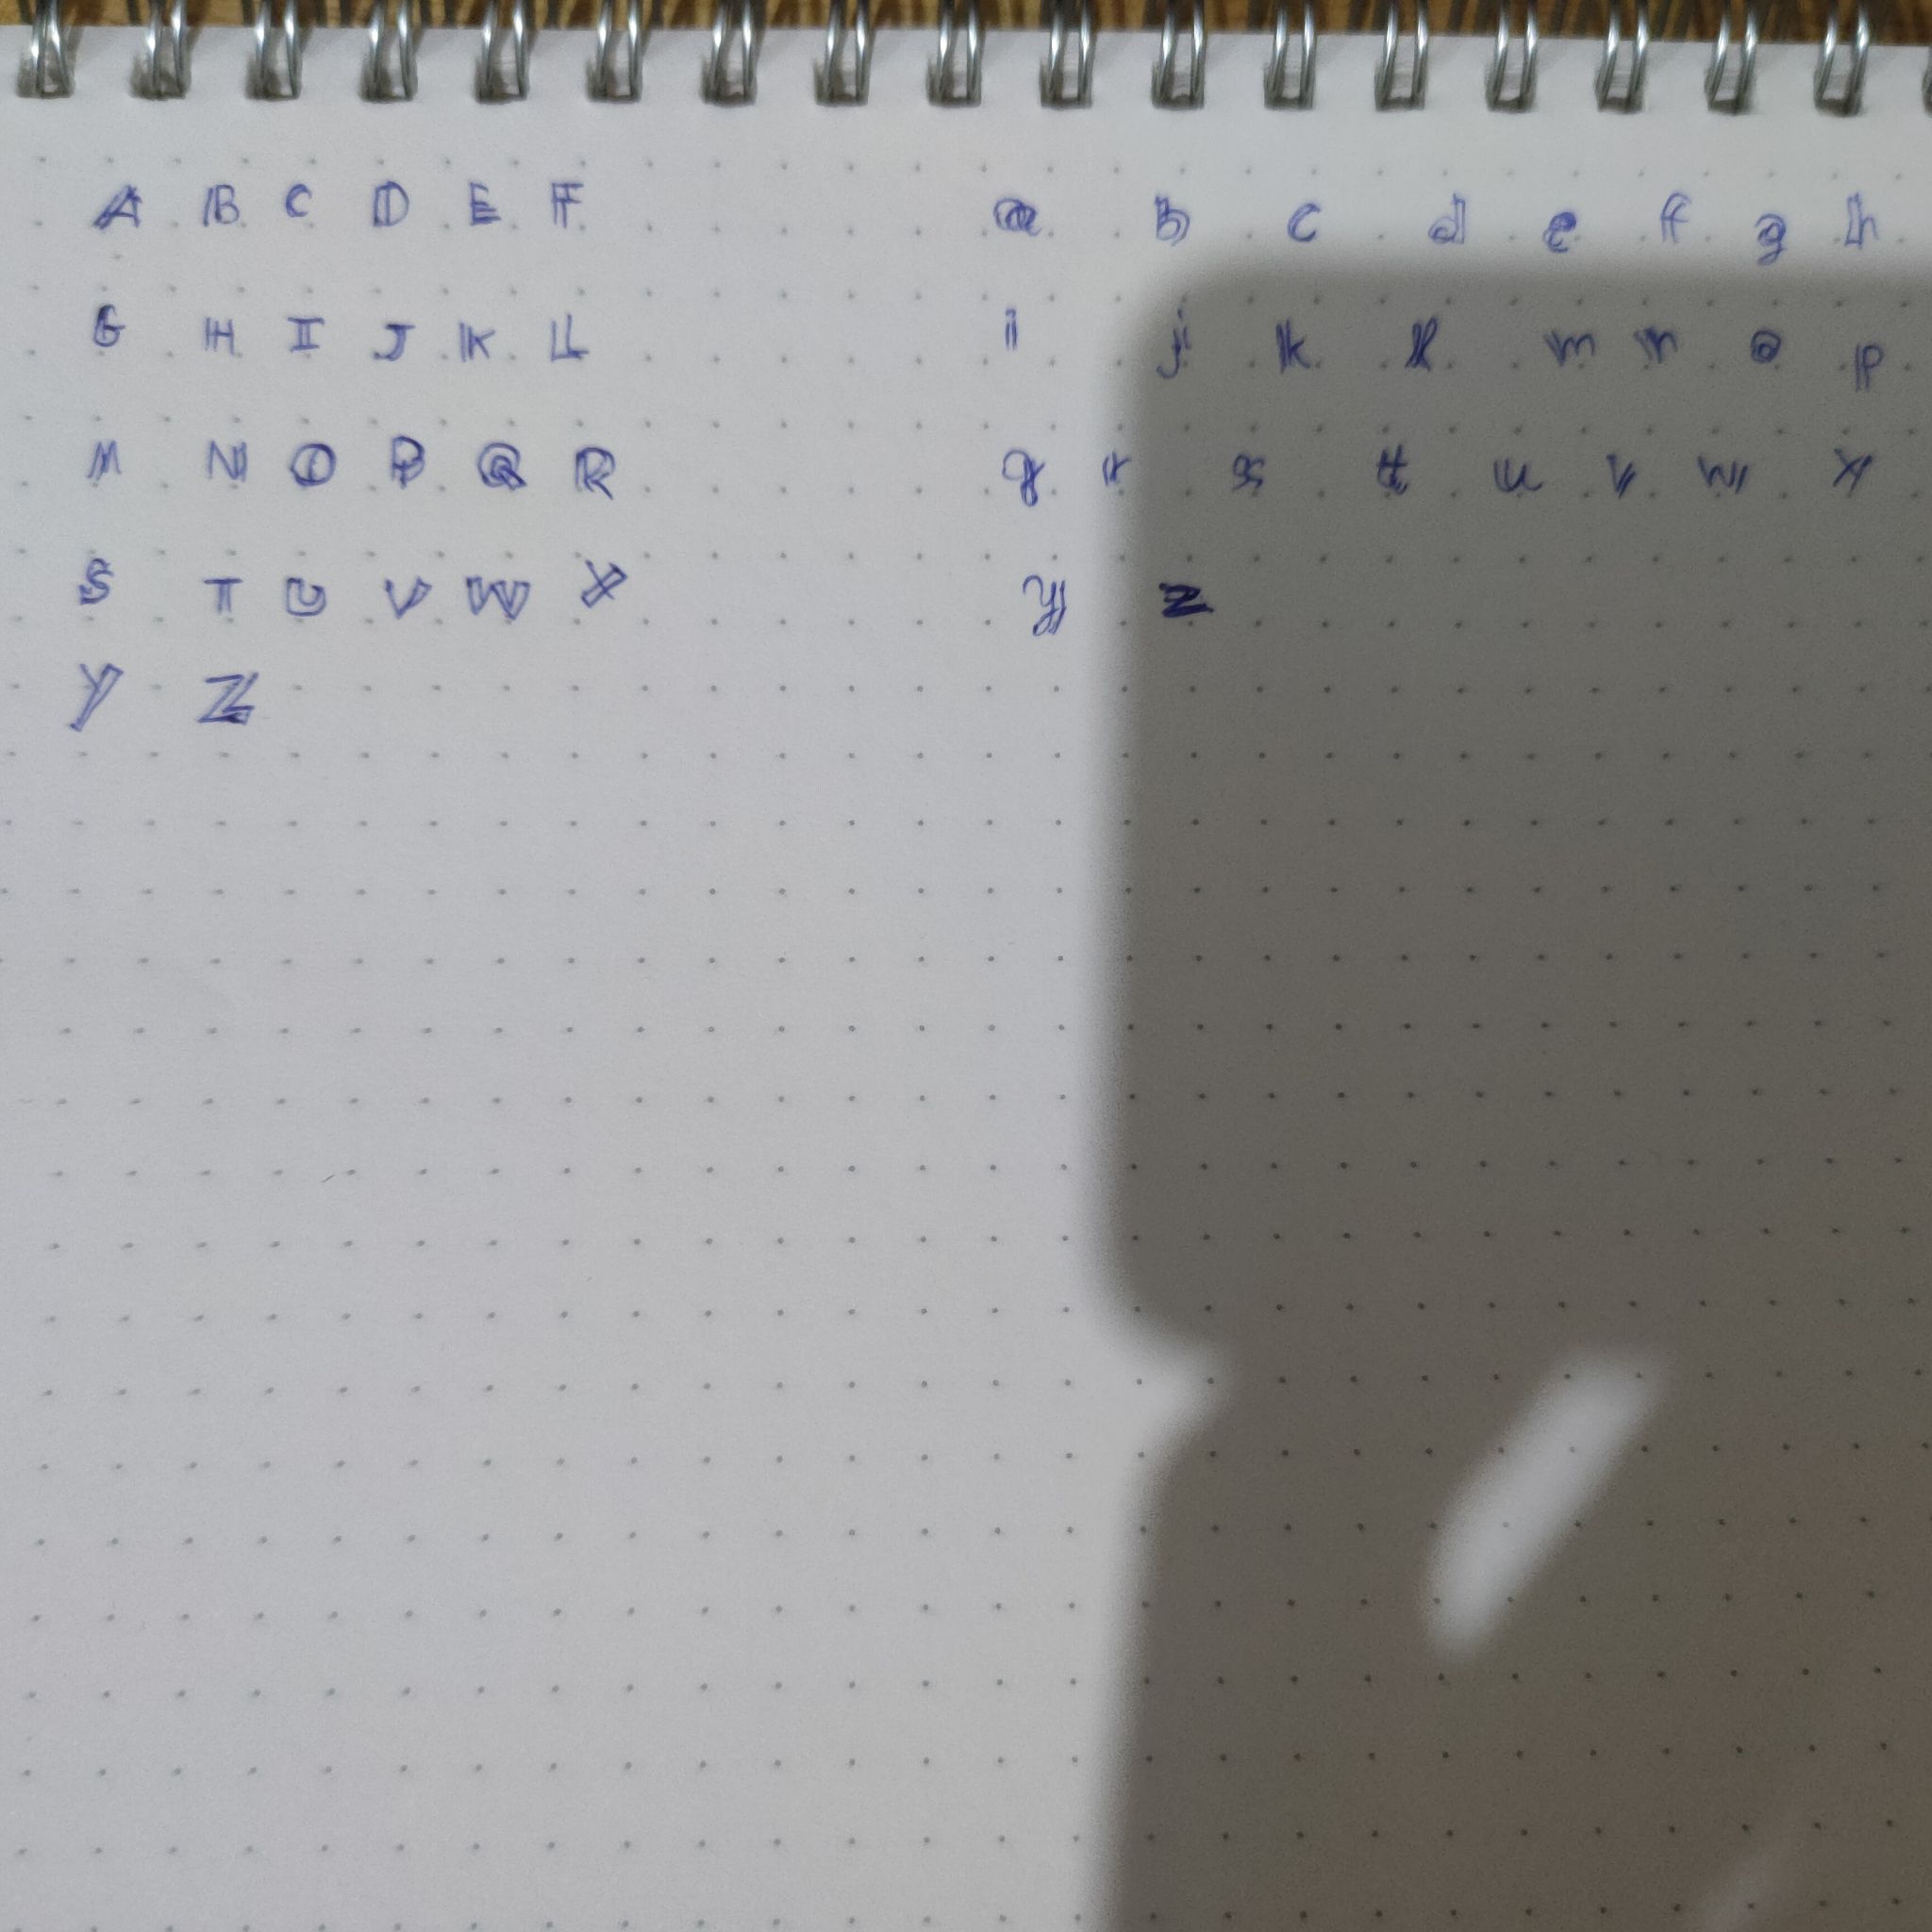 A B C D E F
G H I J K L
M N O P Q R
S T U V W X
Y Z
a b c d e f g h
i j k l m n o p
q r s t u v w x
y z